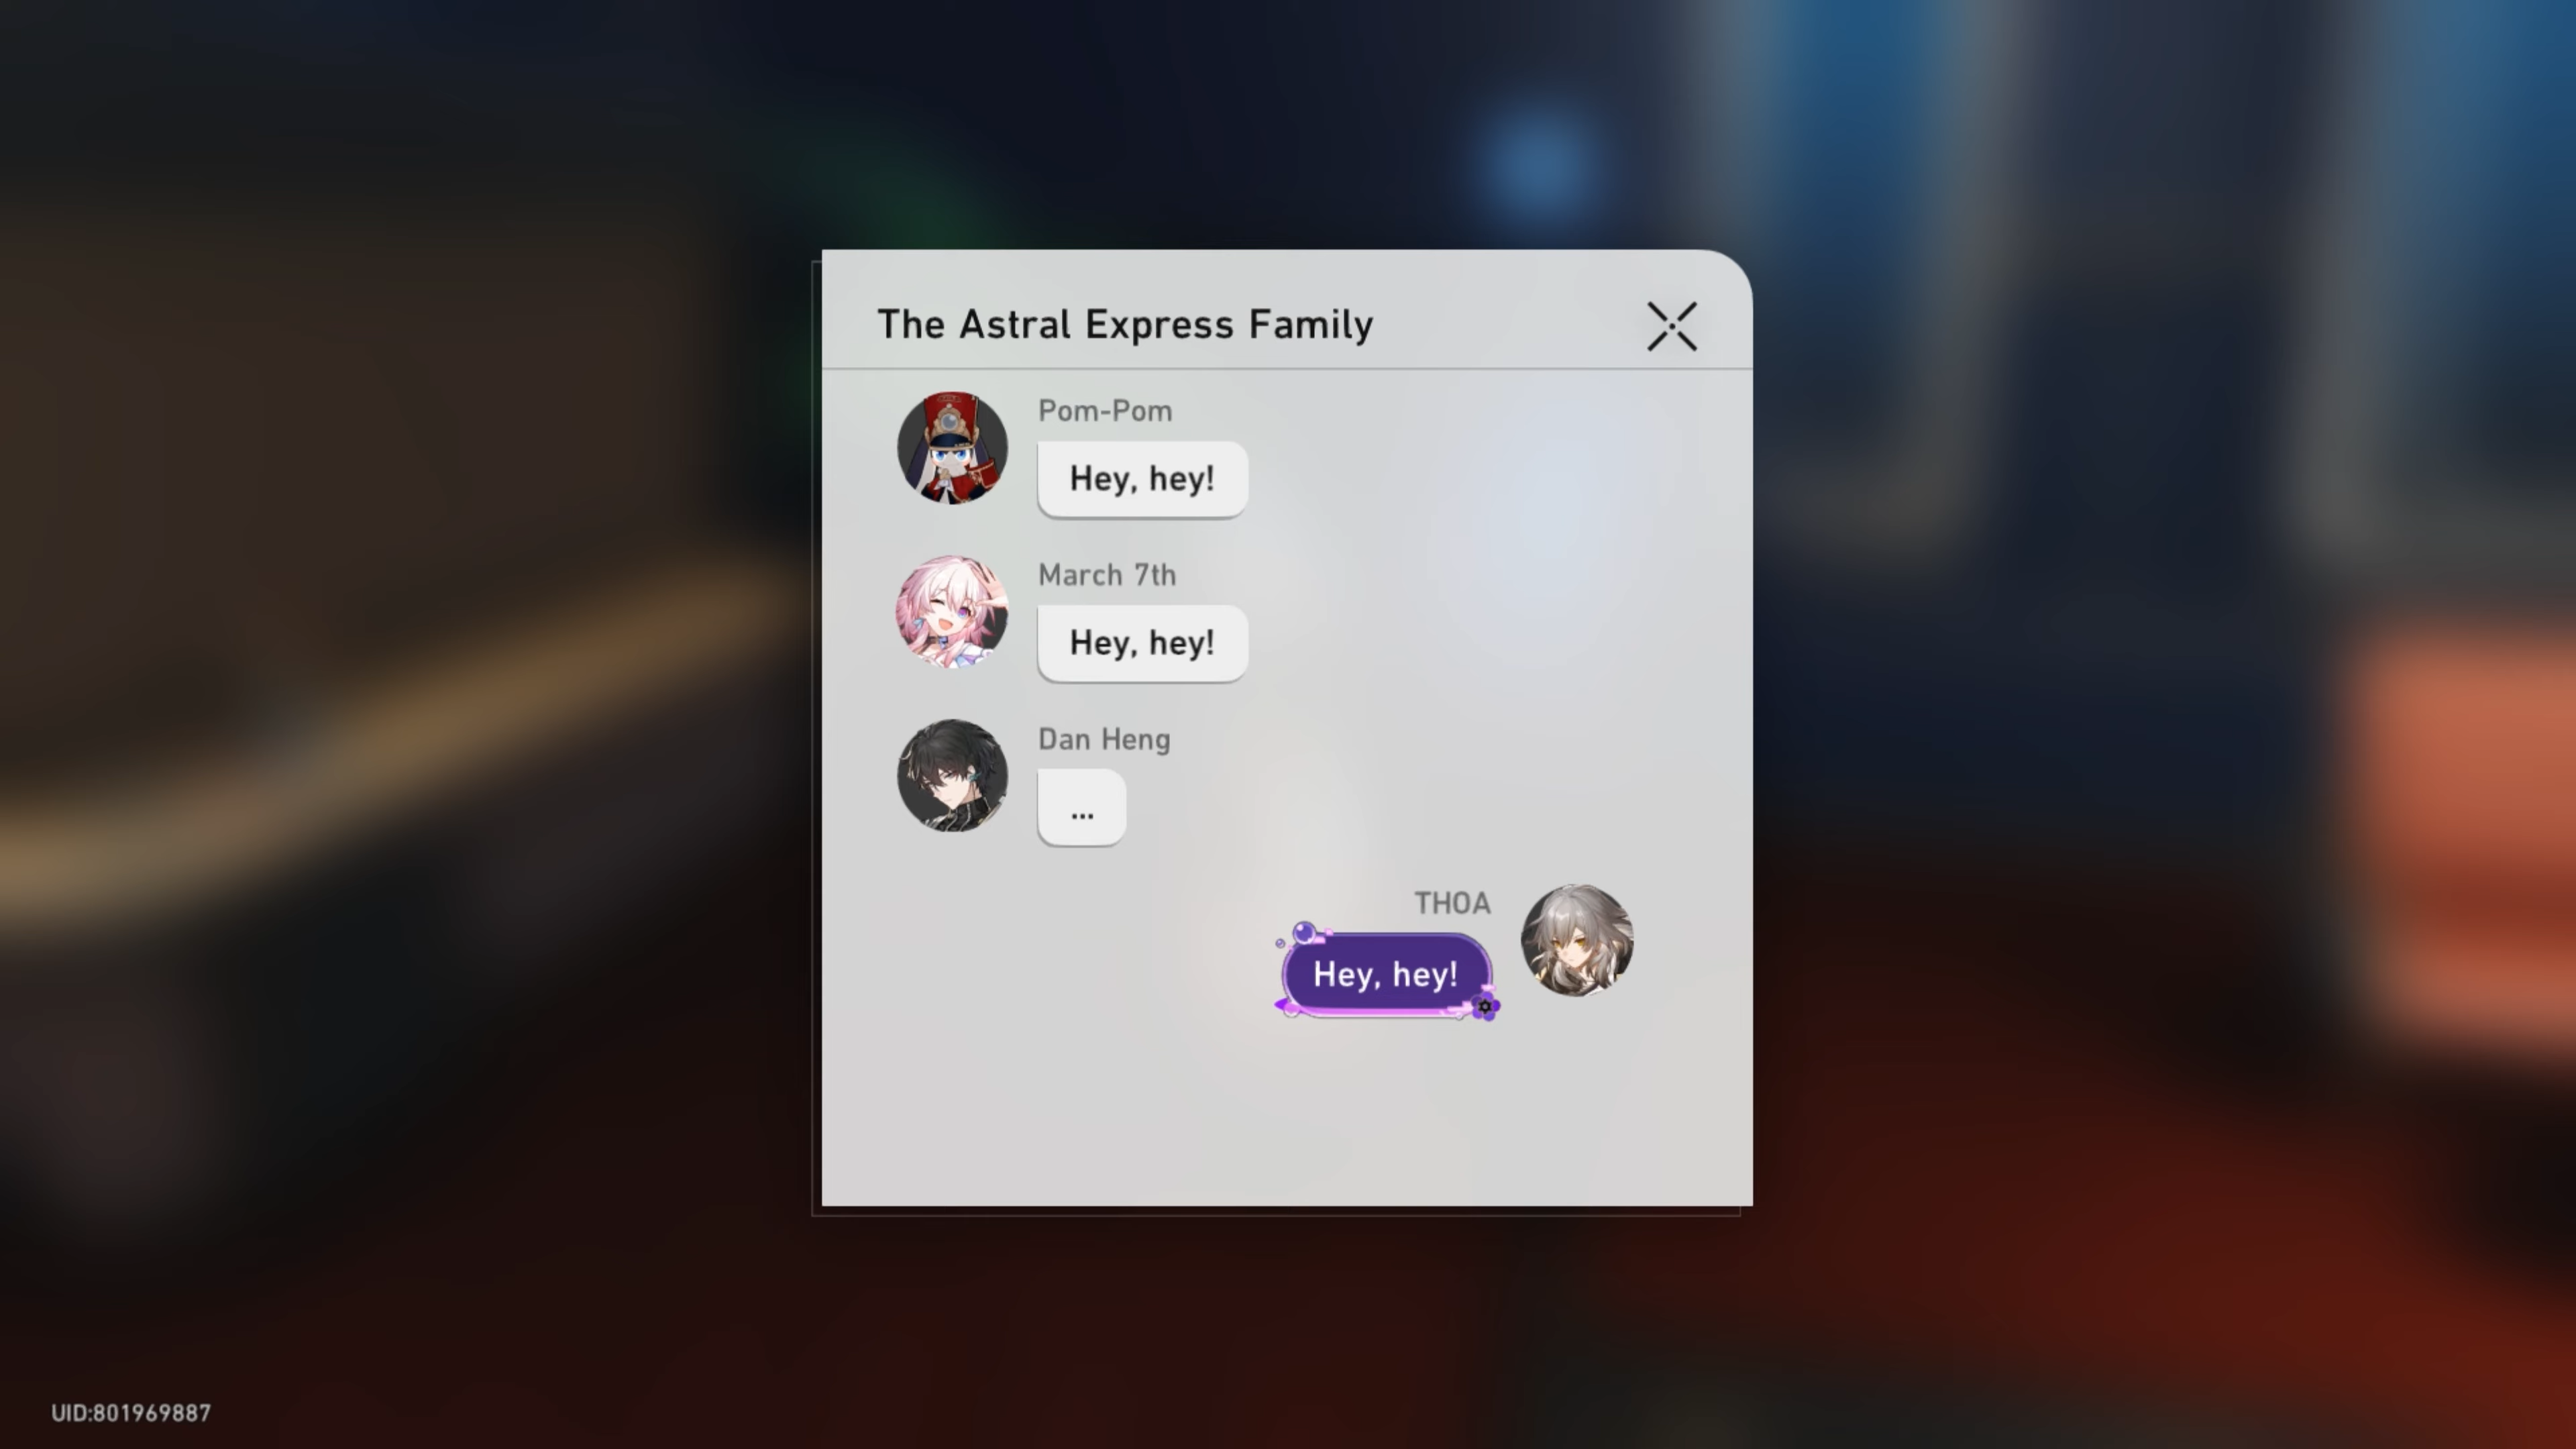 The Astral Express Family
Pom-Pom
Hey, hey!
March 7th
Hey, hey!
Dan Heng
...
THOA
Hey, hey!
UID:801969887